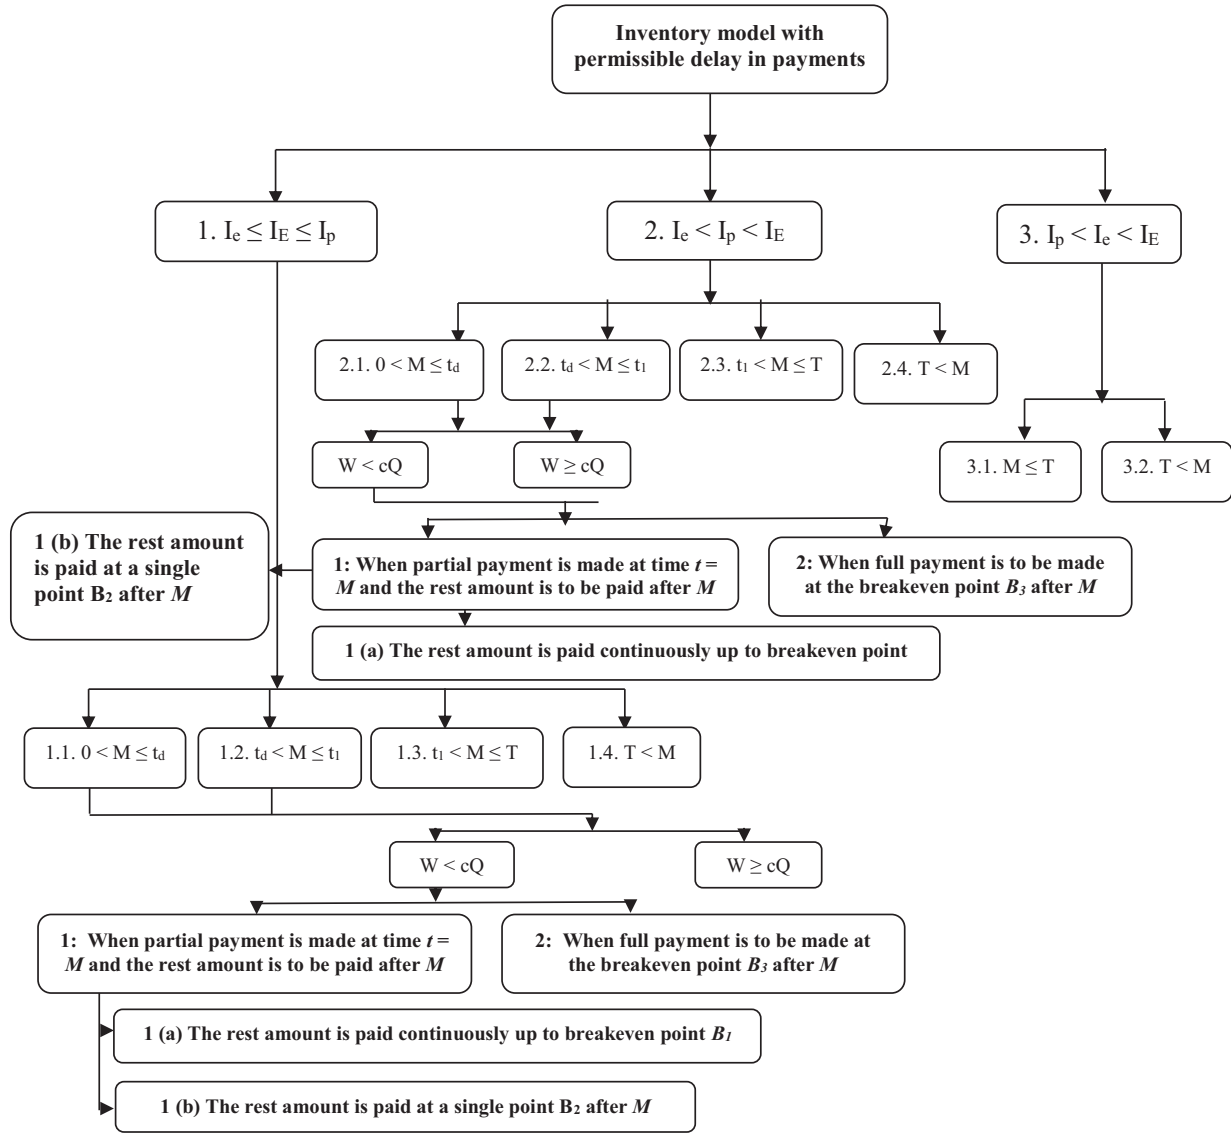 Inventory model with
permissible delay in payments
1. Iₑ ≤ I_E ≤ Iₚ
2. Iₑ < Iₚ < I_E
3. Iₚ < Iₑ < I_E
2.1. 0 < M ≤ t_d
2.2. t_d < M ≤ t₁
2.3. t₁ < M ≤ T
2.4. T < M
W < cQ
W ≥ cQ
3.1. M ≤ T
3.2. T < M
1 (b) The rest amount
is paid at a single
point B₂ after M
1: When partial payment is made at time t =
M and the rest amount is to be paid after M
2: When full payment is to be made
at the breakeven point B₃ after M
1 (a) The rest amount is paid continuously up to breakeven point
1.1. 0 < M ≤ t_d
1.2. t_d < M ≤ t₁
1.3. t₁ < M ≤ T
1.4. T < M
W < cQ
W ≥ cQ
1: When partial payment is made at time t =
M and the rest amount is to be paid after M
2: When full payment is to be made at
the breakeven point B₃ after M
1 (a) The rest amount is paid continuously up to breakeven point B₁
1 (b) The rest amount is paid at a single point B₂ after M